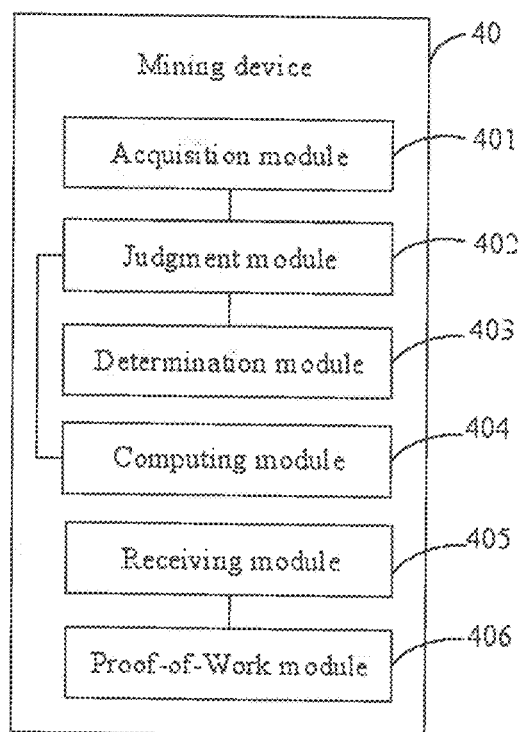 40
Mining device
Acquisition module
401
Judgment module
402
Determination module
403
Computing module
404
Receiving module
405
Proof-of-Work module
406